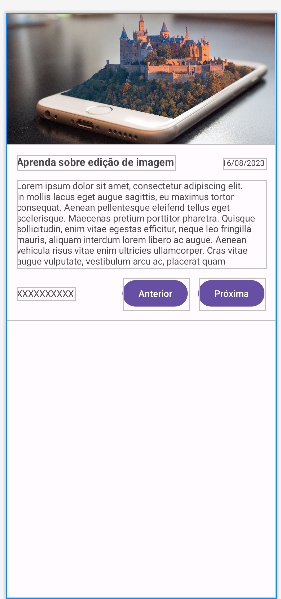 Aprenda sobre edição de imagem
16/08/2023
Lorem ipsum dolor sit amet, consectetur adipiscing elit.
In mollis lacus eget augue sagittis, eu maximus tortor
consequat. Aenean pellentesque eleifend tellus eget
scelerisque. Maecenas pretium porttitor pharetra. Quisque
sollicitudin, enim vitae egestas efficitur, neque leo fringilla
mauris, aliquam interdum lorem libero ac augue. Aenean
vehicula risus vitae enim ultricies ullamcorper. Cras vitae
augue vulputate, vestibulum arcu ac, placerat quam
XXXXXXXXXX
Anterior
Próxima